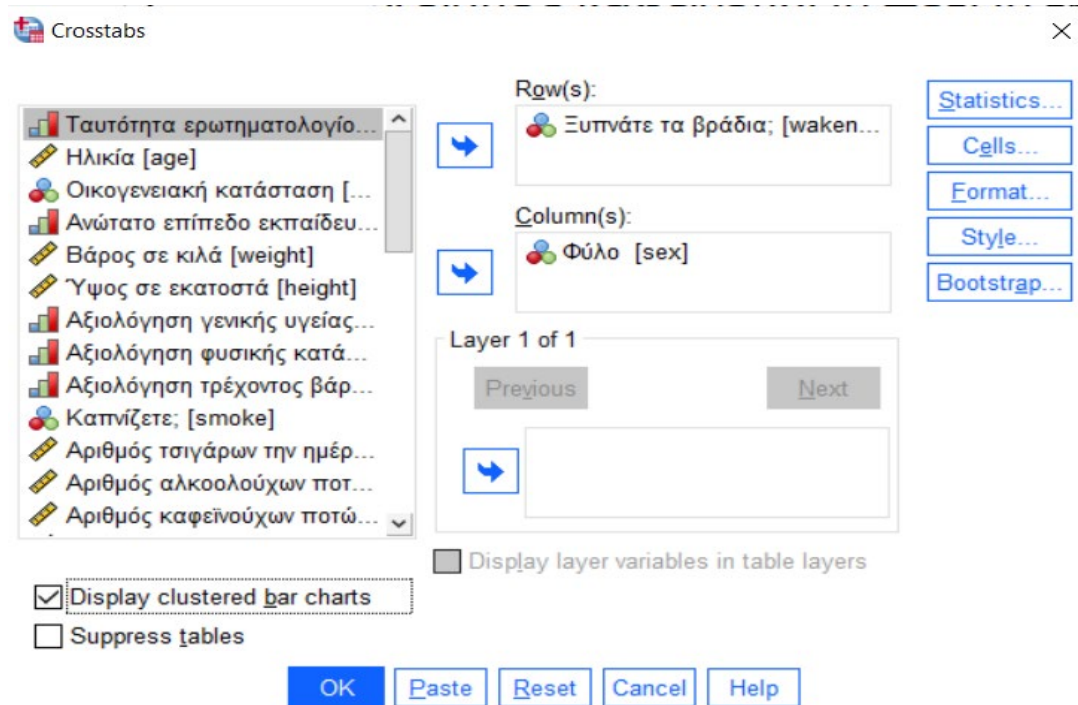 Crosstabs
Ταυτότητα ερωτηματολογίο...
Ηλικία [age]
Οικογενειακή κατάσταση [...
Ανώτατο επίπεδο εκπαίδευ...
Βάρος σε κιλά [weight]
Ύψος σε εκατοστά [height]
Αξιολόγηση γενικής υγείας...
Αξιολόγηση φυσικής κατά...
Αξιολόγηση τρέχοντος βάρ...
Καπνίζετε; [smoke]
Αριθμός τσιγάρων την ημέρ...
Αριθμός αλκοολούχων ποτ...
Αριθμός καφεϊνούχων ποτώ...
Display clustered bar charts
Suppress tables
Row(s):
Ξυπνάτε τα βράδια; [waken...
Column(s):
Φύλο [sex]
Layer 1 of 1
Previous
Next
Display layer variables in table layers
Statistics...
Cells...
Format...
Style...
Bootstrap...
OK
Paste
Reset
Cancel
Help